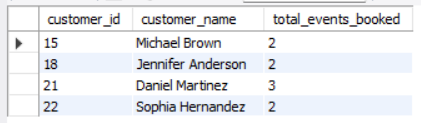 customer_id customer_name total_events_booked
15 Michael Brown 2
18 Jennifer Anderson 2
21 Daniel Martinez 3
22 Sophia Hernandez 2